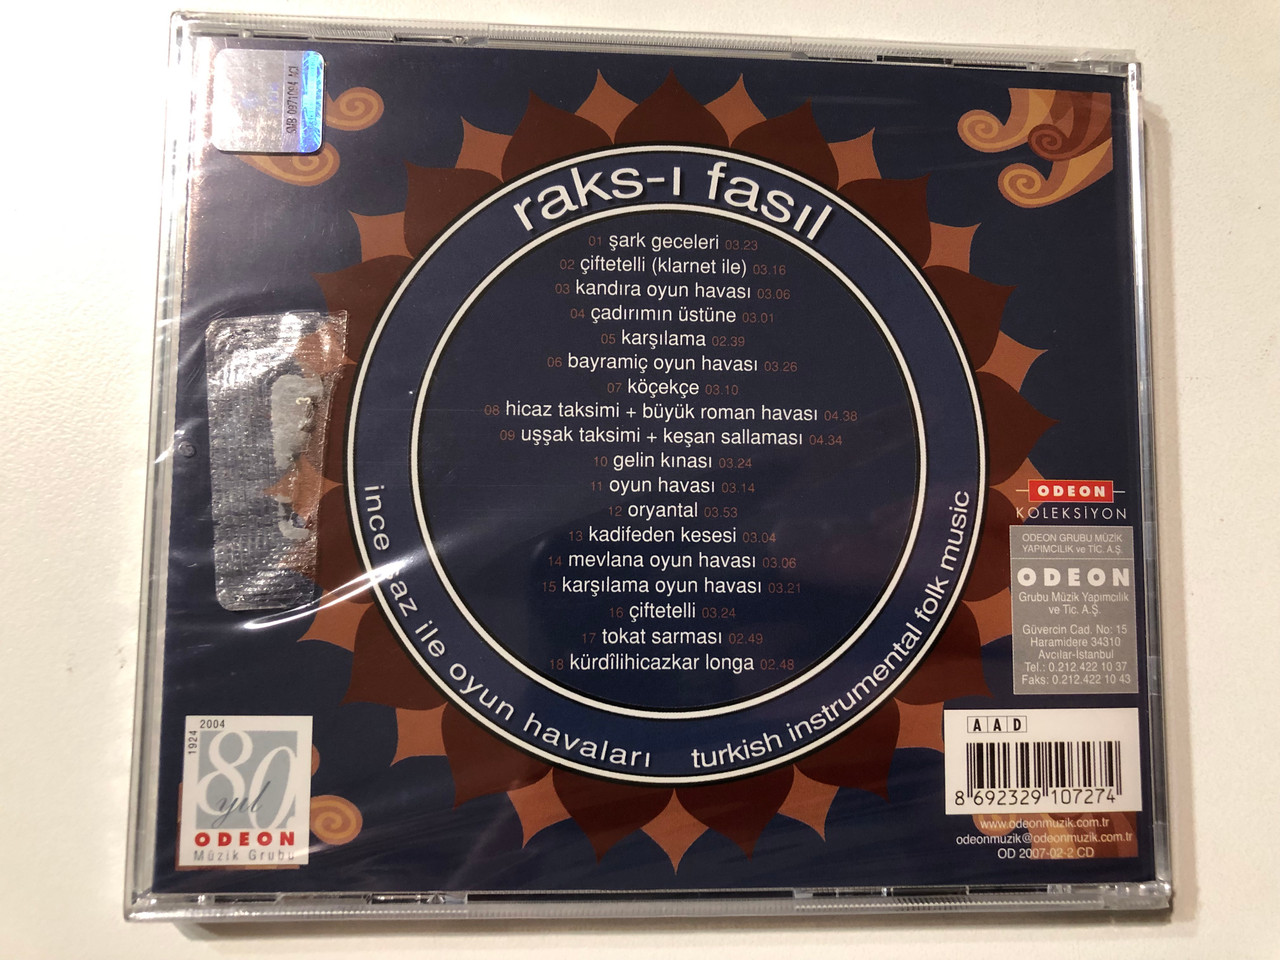 SİB 0971094 ACI
raks-ı fasıl
01 şark geceleri 03.23
02 çiftetelli (klarnet ile) 03.16
03 kandıra oyun havası 03.06
04 çadırımın üstüne 03.01
05 karşılama 02.39
06 bayramiç oyun havası 03.26
07 köçekçe 03.10
08 hicaz taksimi + büyük roman havası 04.38
09 uşşak taksimi + keşan sallaması 04.34
10 gelin kınası 03.24
11 oyun havası 03.14
12 oryantal 03.53
13 kadifeden kesesi 03.04
14 mevlana oyun havası 03.06
15 karşılama oyun havası 03.21
16 çiftetelli 03.24
17 tokat sarması 02.49
18 kürdîlihicazkar longa 02.48
ince saz ile oyun havaları
turkish instrumental folk music
ODEON
KOLEKSİYON
ODEON GRUBU MÜZİK
YAPIMCILIK ve TİC. A.Ş.
ODEON
Grubu Müzik Yapımcılık
ve Tic. A.Ş.
Güvercin Cad. No: 15
Haramidere 34310
Avcılar-İstanbul
Tel.: 0.212.422 10 37
Faks: 0.212.422 10 43
1924 2004
80
yıl
ODEON
Müzik Grubu
AAD
8 692329 107274
www.odeonmuzik.com.tr
odeonmuzik@odeonmuzik.com.tr
OD 2007-02-2 CD